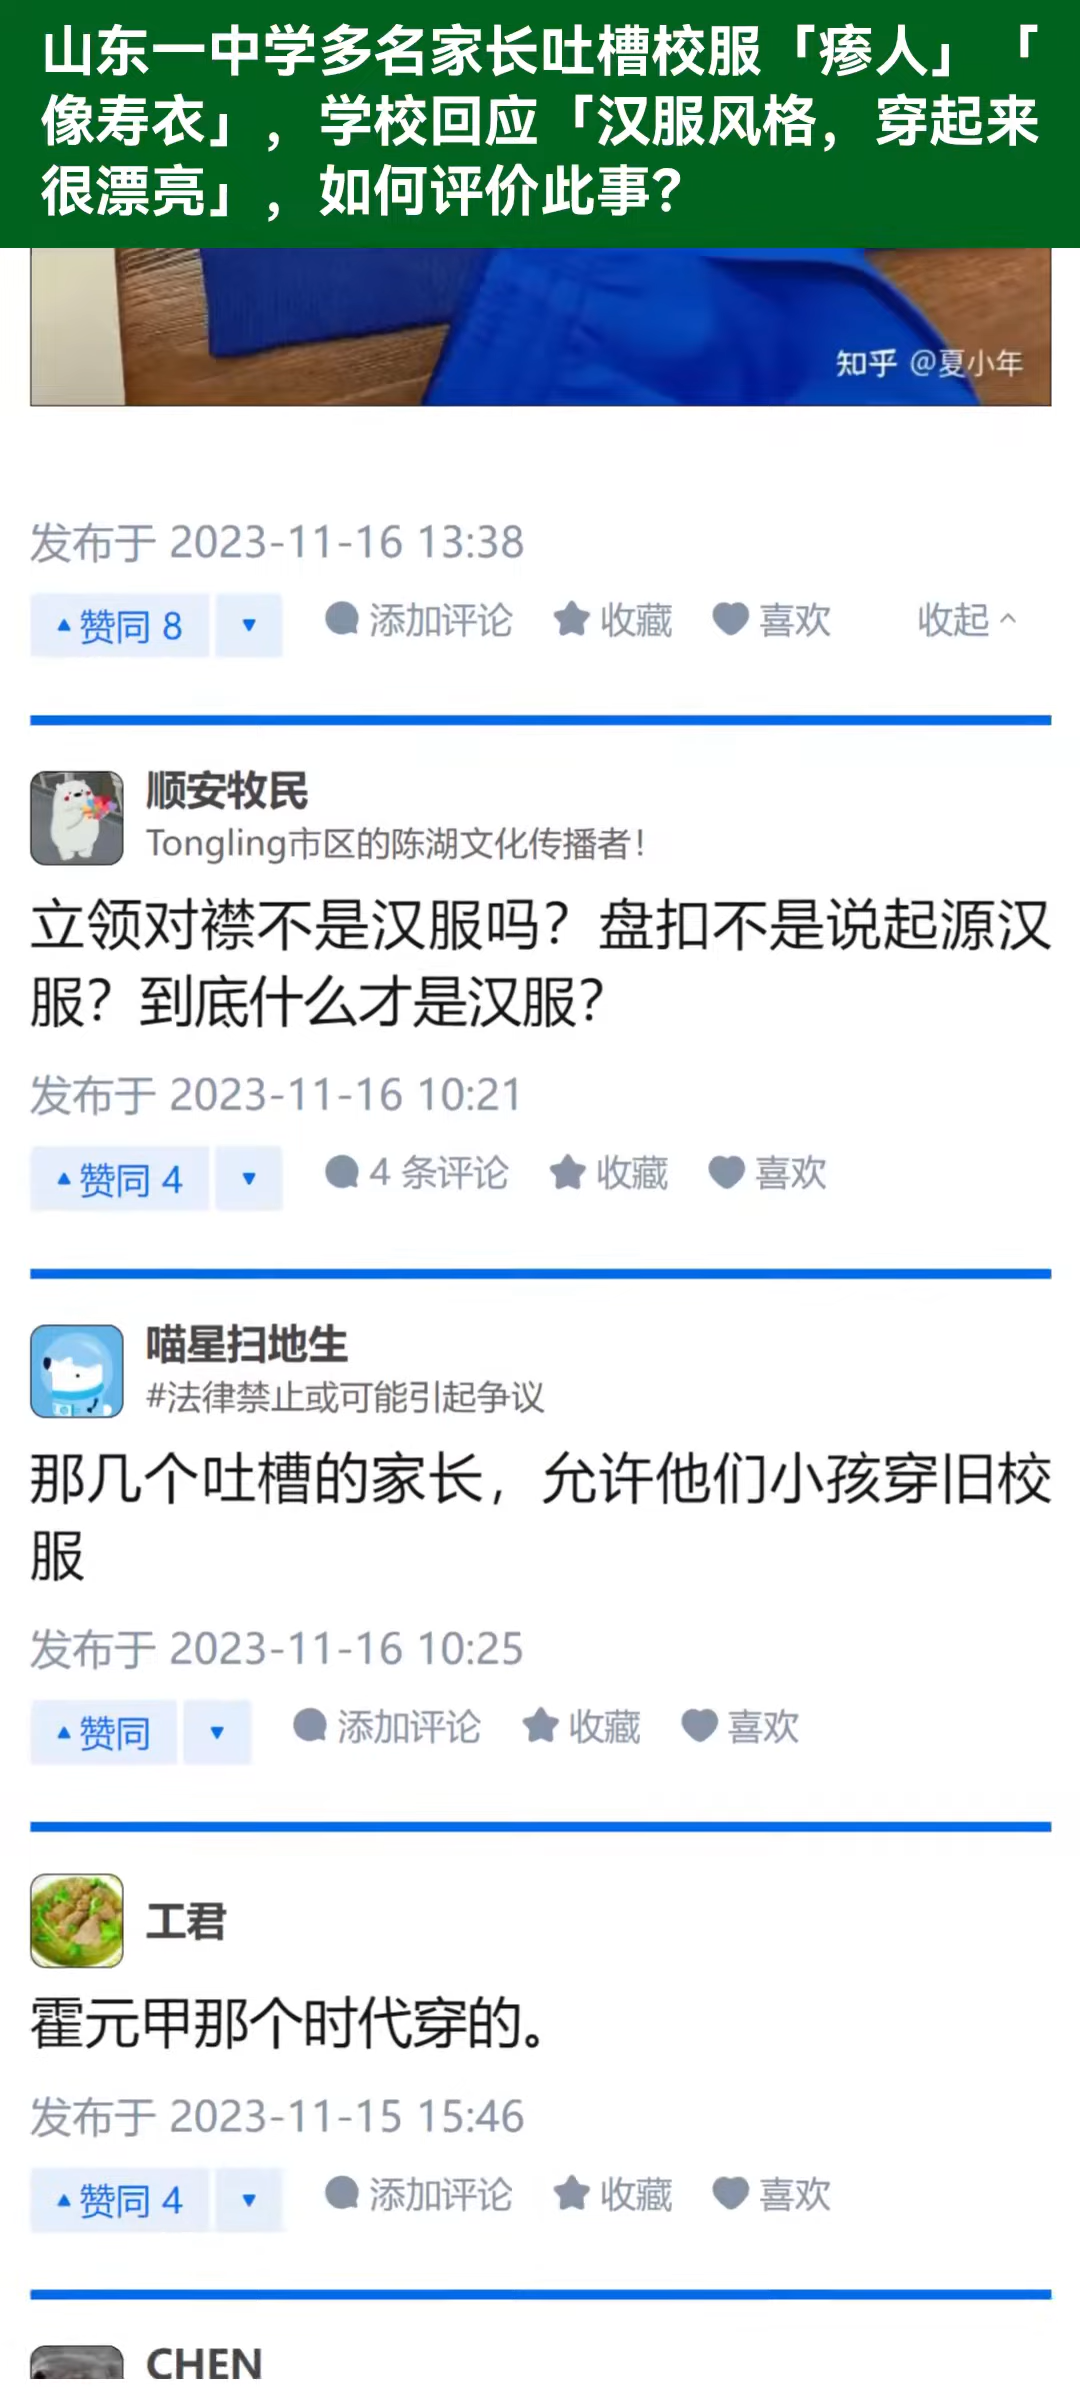 山东一中学多名家长吐槽校服「瘆人」「
像寿衣」，学校回应「汉服风格，穿起来
很漂亮」，如何评价此事？
知乎 @夏小年
发布于 2023-11-16 13:38
赞同 8
添加评论
收藏
喜欢
收起
顺安牧民
Tongling市区的陈湖文化传播者！
立领对襟不是汉服吗？盘扣不是说起源汉
服？到底什么才是汉服？
发布于 2023-11-16 10:21
赞同 4
4 条评论
收藏
喜欢
喵星扫地生
#法律禁止或可能引起争议
那几个吐槽的家长，允许他们小孩穿旧校
服
发布于 2023-11-16 10:25
赞同
添加评论
收藏
喜欢
工君
霍元甲那个时代穿的。
发布于 2023-11-15 15:46
赞同 4
添加评论
收藏
喜欢
CHEN